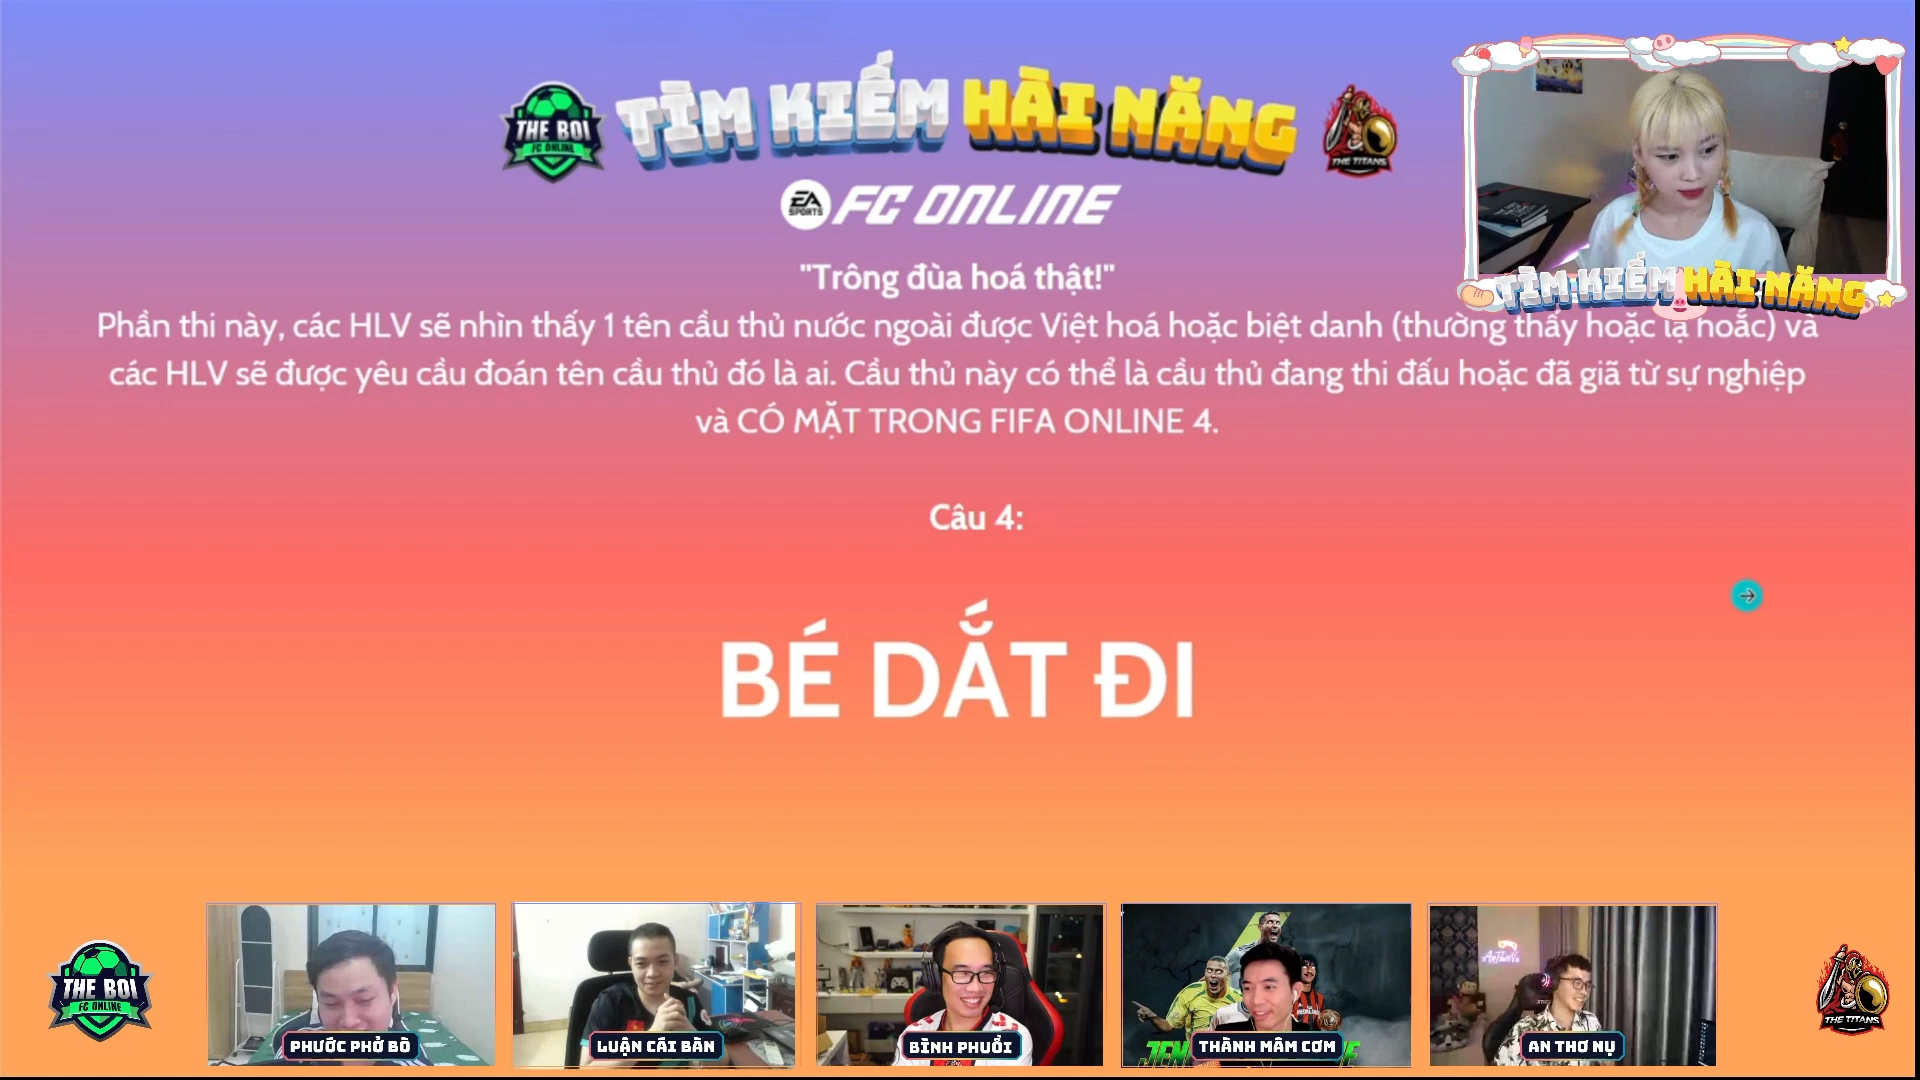 THE BOI
FC ONLINE
TÌM KIẾM HÀI NĂNG
THE TITANS
EA SPORTS FC ONLINE
"Trông đùa hoá thật!"
Phần thi này, các HLV sẽ nhìn thấy 1 tên cầu thủ nước ngoài được Việt hoá hoặc biệt danh (thường thấy hoặc lạ hoắc) và
các HLV sẽ được yêu cầu đoán tên cầu thủ đó là ai. Cầu thủ này có thể là cầu thủ đang thi đấu hoặc đã giã từ sự nghiệp
và CÓ MẶT TRONG FIFA ONLINE 4.
TÌM KIẾM HÀI NĂNG
Câu 4:
BÉ DẮT ĐI
THE BOI
FC ONLINE
PHƯỚC PHỞ BÒ
LUẬN CÁI BÀN
BÌNH PHUỔI
THÀNH MÂM CƠM
AN THƠ NỤ
THE TITANS